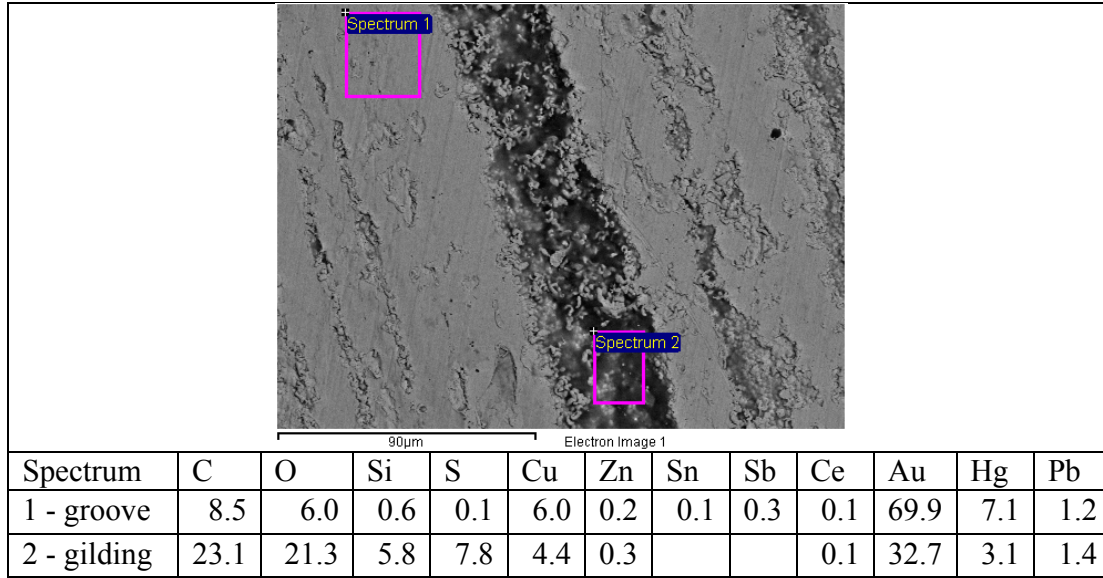 Spectrum 1
Spectrum 2
90µm Electron Image 1
Spectrum C O Si S Cu Zn Sn Sb Ce Au Hg Pb
1 - groove 8.5 6.0 0.6 0.1 6.0 0.2 0.1 0.3 0.1 69.9 7.1 1.2
2 - gilding 23.1 21.3 5.8 7.8 4.4 0.3 0.1 32.7 3.1 1.4